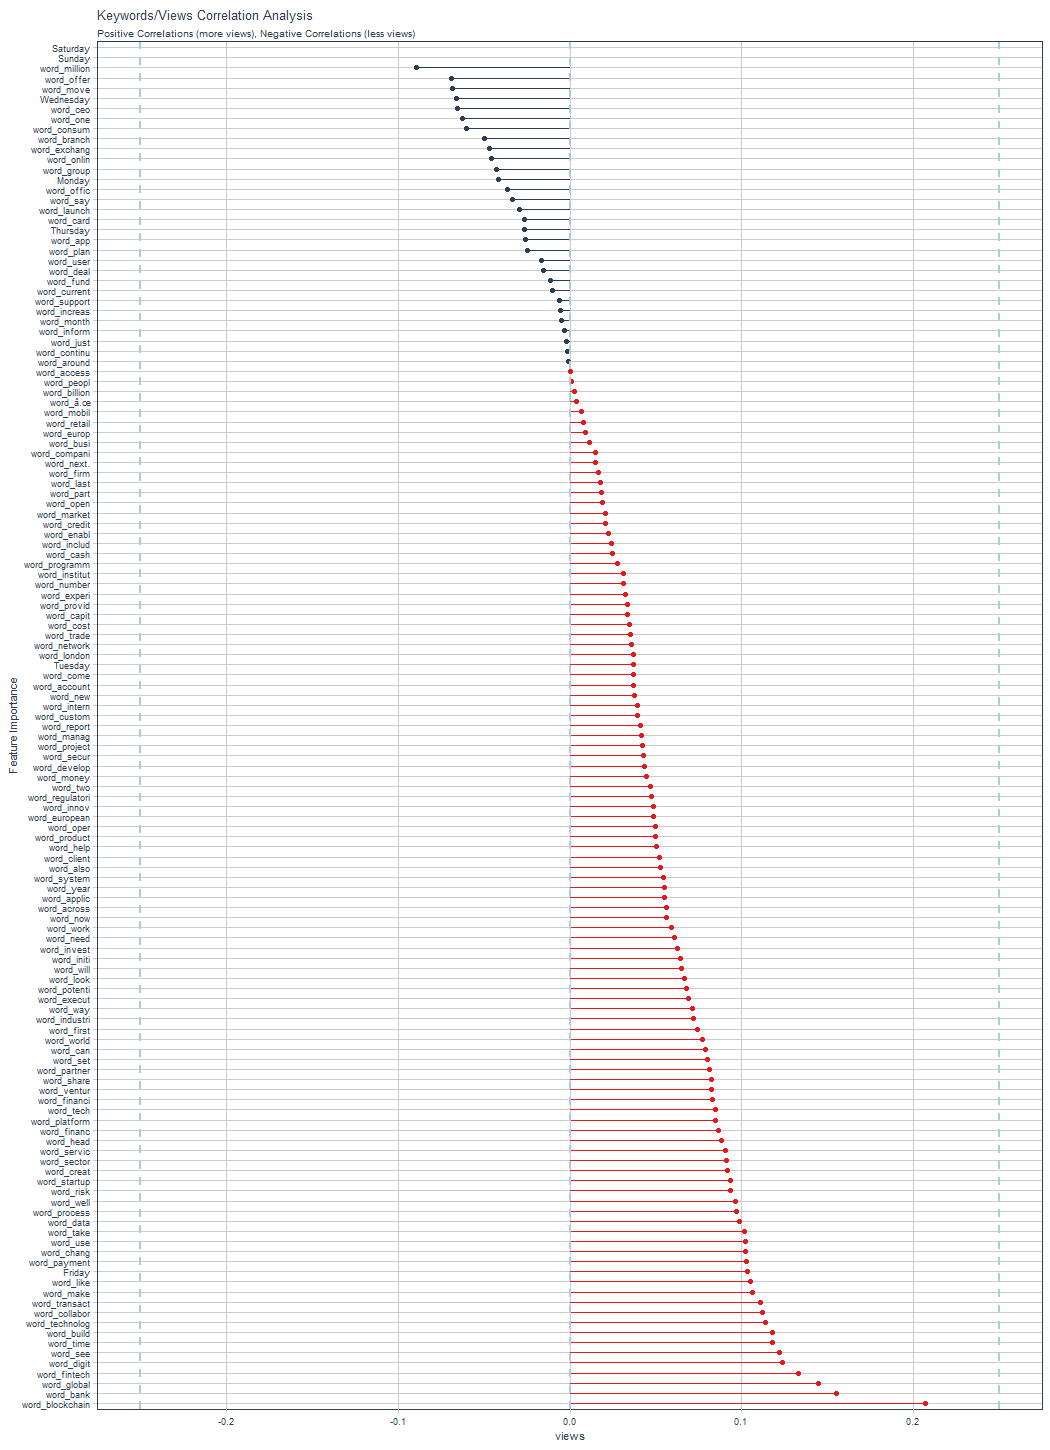 Keywords/Views Correlation Analysis
Positive Correlations (more views), Negative Correlations (less views)
Saturday
Sunday
word_million
word_offer
word_move
Wednesday
word_ceo
word_one
word_consum
word_branch
word_exchang
word_onlin
word_group
Monday
word_offic
word_say
word_launch
word_card
Thursday
word_app
word_plan
word_user
word_deal
word_fund
word_current
word_support
word_increas
word_month
word_inform
word_just
word_continu
word_around
word_access
word_peopl
word_billion
word_â.œ
word_mobil
word_retail
word_europ
word_busi
word_compani
word_next.
word_firm
word_last
word_part
word_open
word_market
word_credit
word_enabl
word_includ
word_cash
word_programm
word_institut
word_number
word_experi
word_provid
word_capit
word_cost
word_trade
word_network
word_london
Tuesday
word_come
word_account
word_new
word_intern
word_custom
word_report
word_manag
word_project
word_secur
word_develop
word_money
word_two
word_regulatori
word_innov
word_european
word_oper
word_product
word_help
word_client
word_also
word_system
word_year
word_applic
word_across
word_now
word_work
word_need
word_invest
word_initi
word_will
word_look
word_potenti
word_execut
word_way
word_industri
word_first
word_world
word_can
word_set
word_partner
word_share
word_ventur
word_financi
word_tech
word_platform
word_financ
word_head
word_servic
word_sector
word_creat
word_startup
word_risk
word_well
word_process
word_data
word_take
word_use
word_chang
word_payment
Friday
word_like
word_make
word_transact
word_collabor
word_technolog
word_build
word_time
word_see
word_digit
word_fintech
word_global
word_bank
word_blockchain
Feature Importance
-0.2 -0.1 0.0 0.1 0.2
views